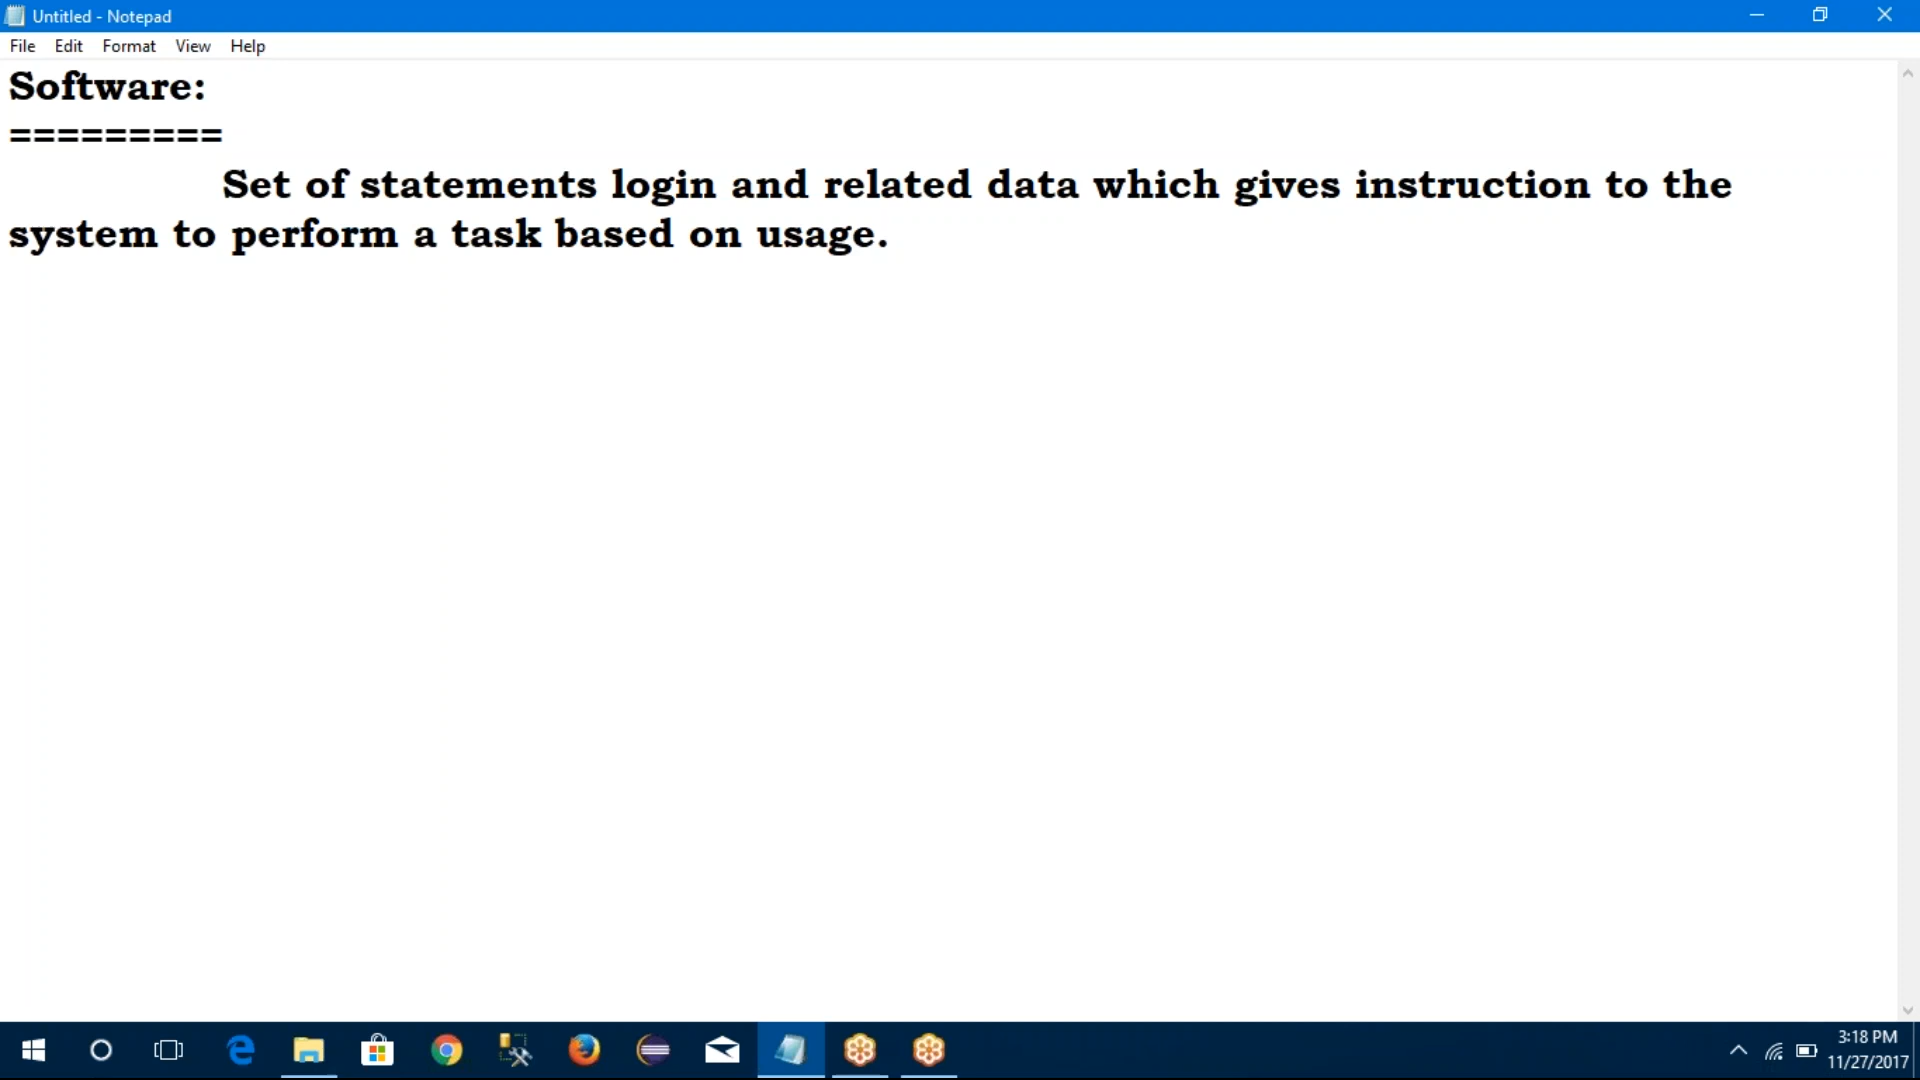 Untitled - Notepad
File Edit Format View Help
Software:
=========
Set of statements login and related data which gives instruction to the
system to perform a task based on usage.
3:18 PM
11/27/2017